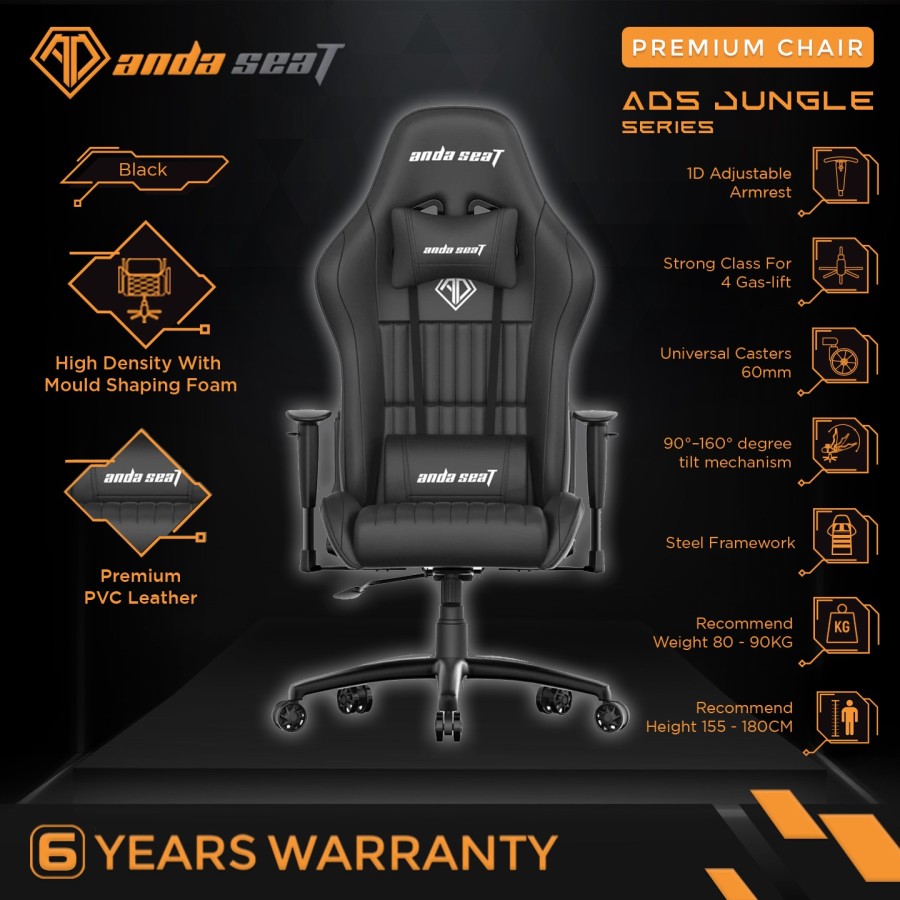 anda seaT
PREMIUM CHAIR
ADS JUNGLE
SERIES
Black
High Density With
Mould Shaping Foam
anda seaT
Premium
PVC Leather
anda seaT
anda seaT
anda seaT
1D Adjustable
Armrest
Strong Class For
4 Gas-lift
Universal Casters
60mm
90°-160° degree
tilt mechanism
Steel Framework
Recommend
Weight 80 - 90KG
KG
Recommend
Height 155 - 180CM
6 YEARS WARRANTY